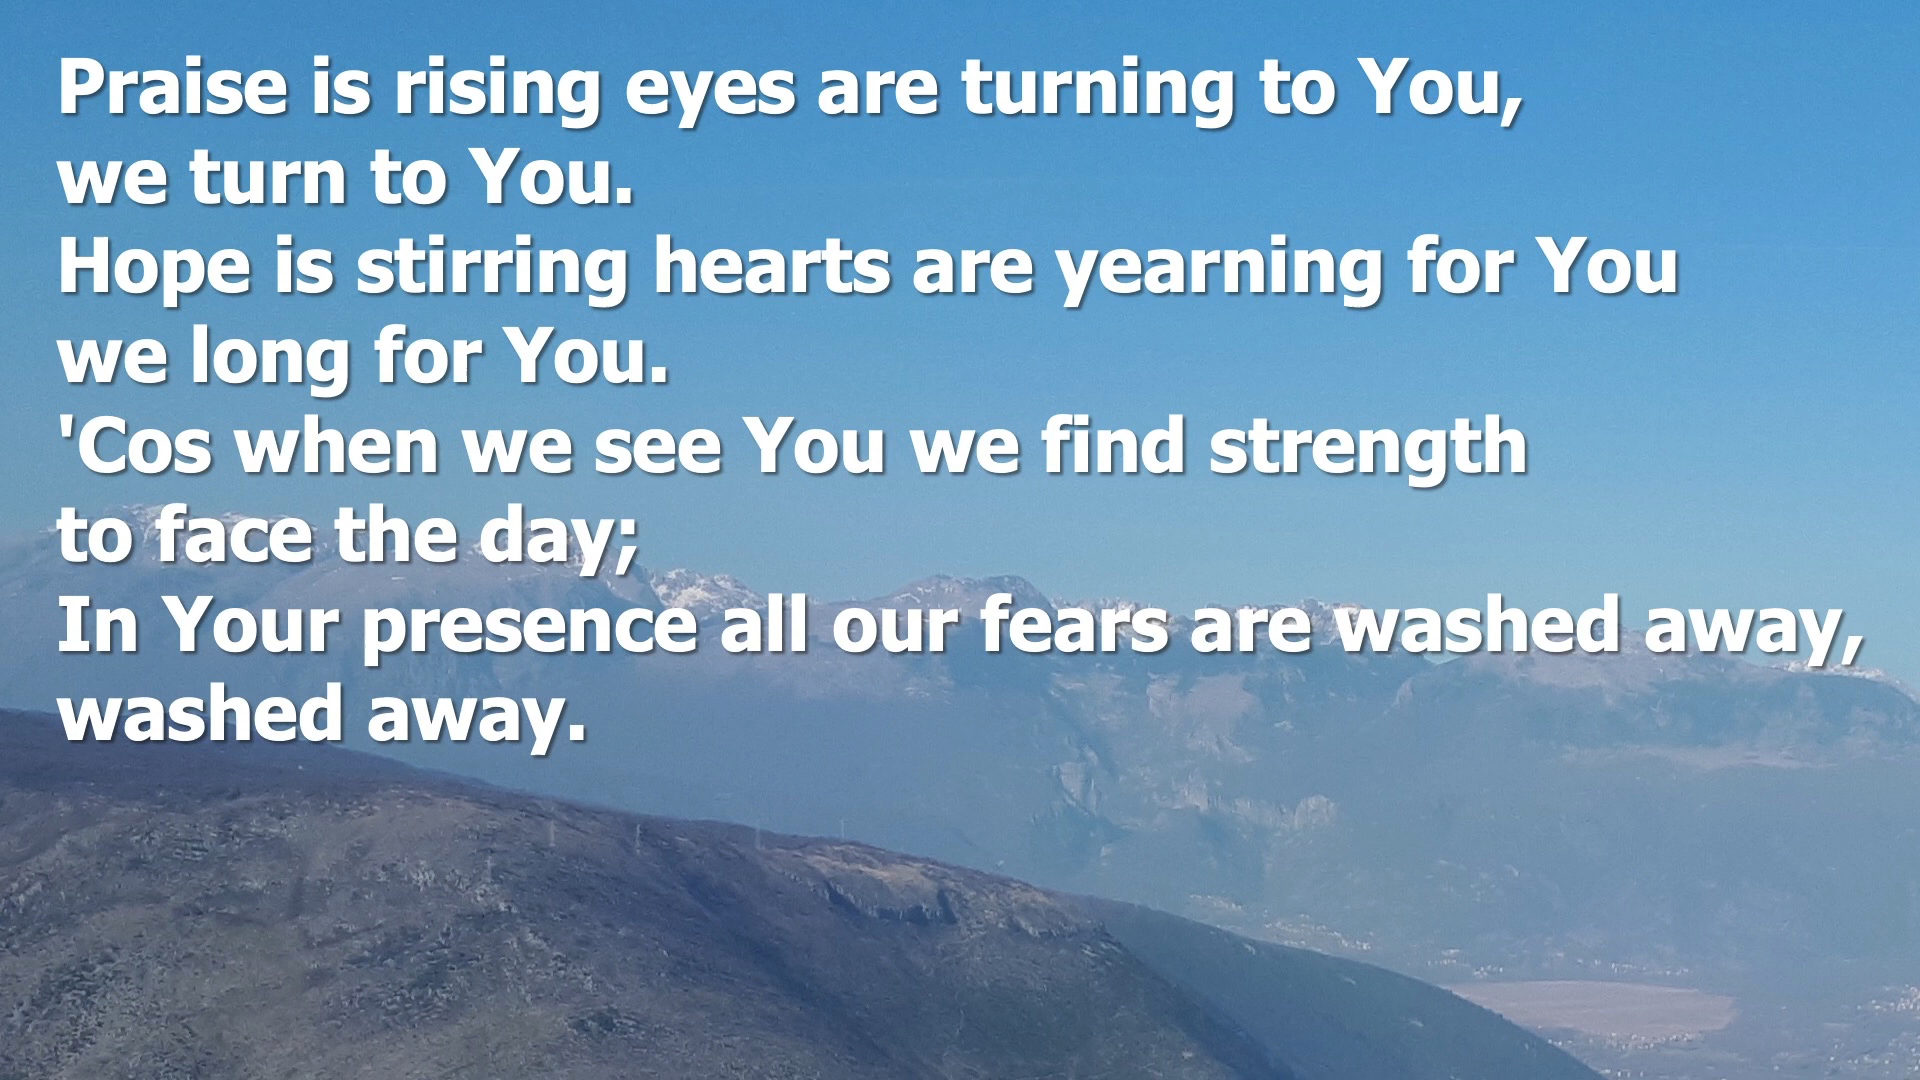 Praise is rising eyes are turning to You,
we turn to You.
Hope is stirring hearts are yearning for You
we long for You.
'Cos when we see You we find strength
to face the day;
In Your presence all our fears are washed away,
washed away.